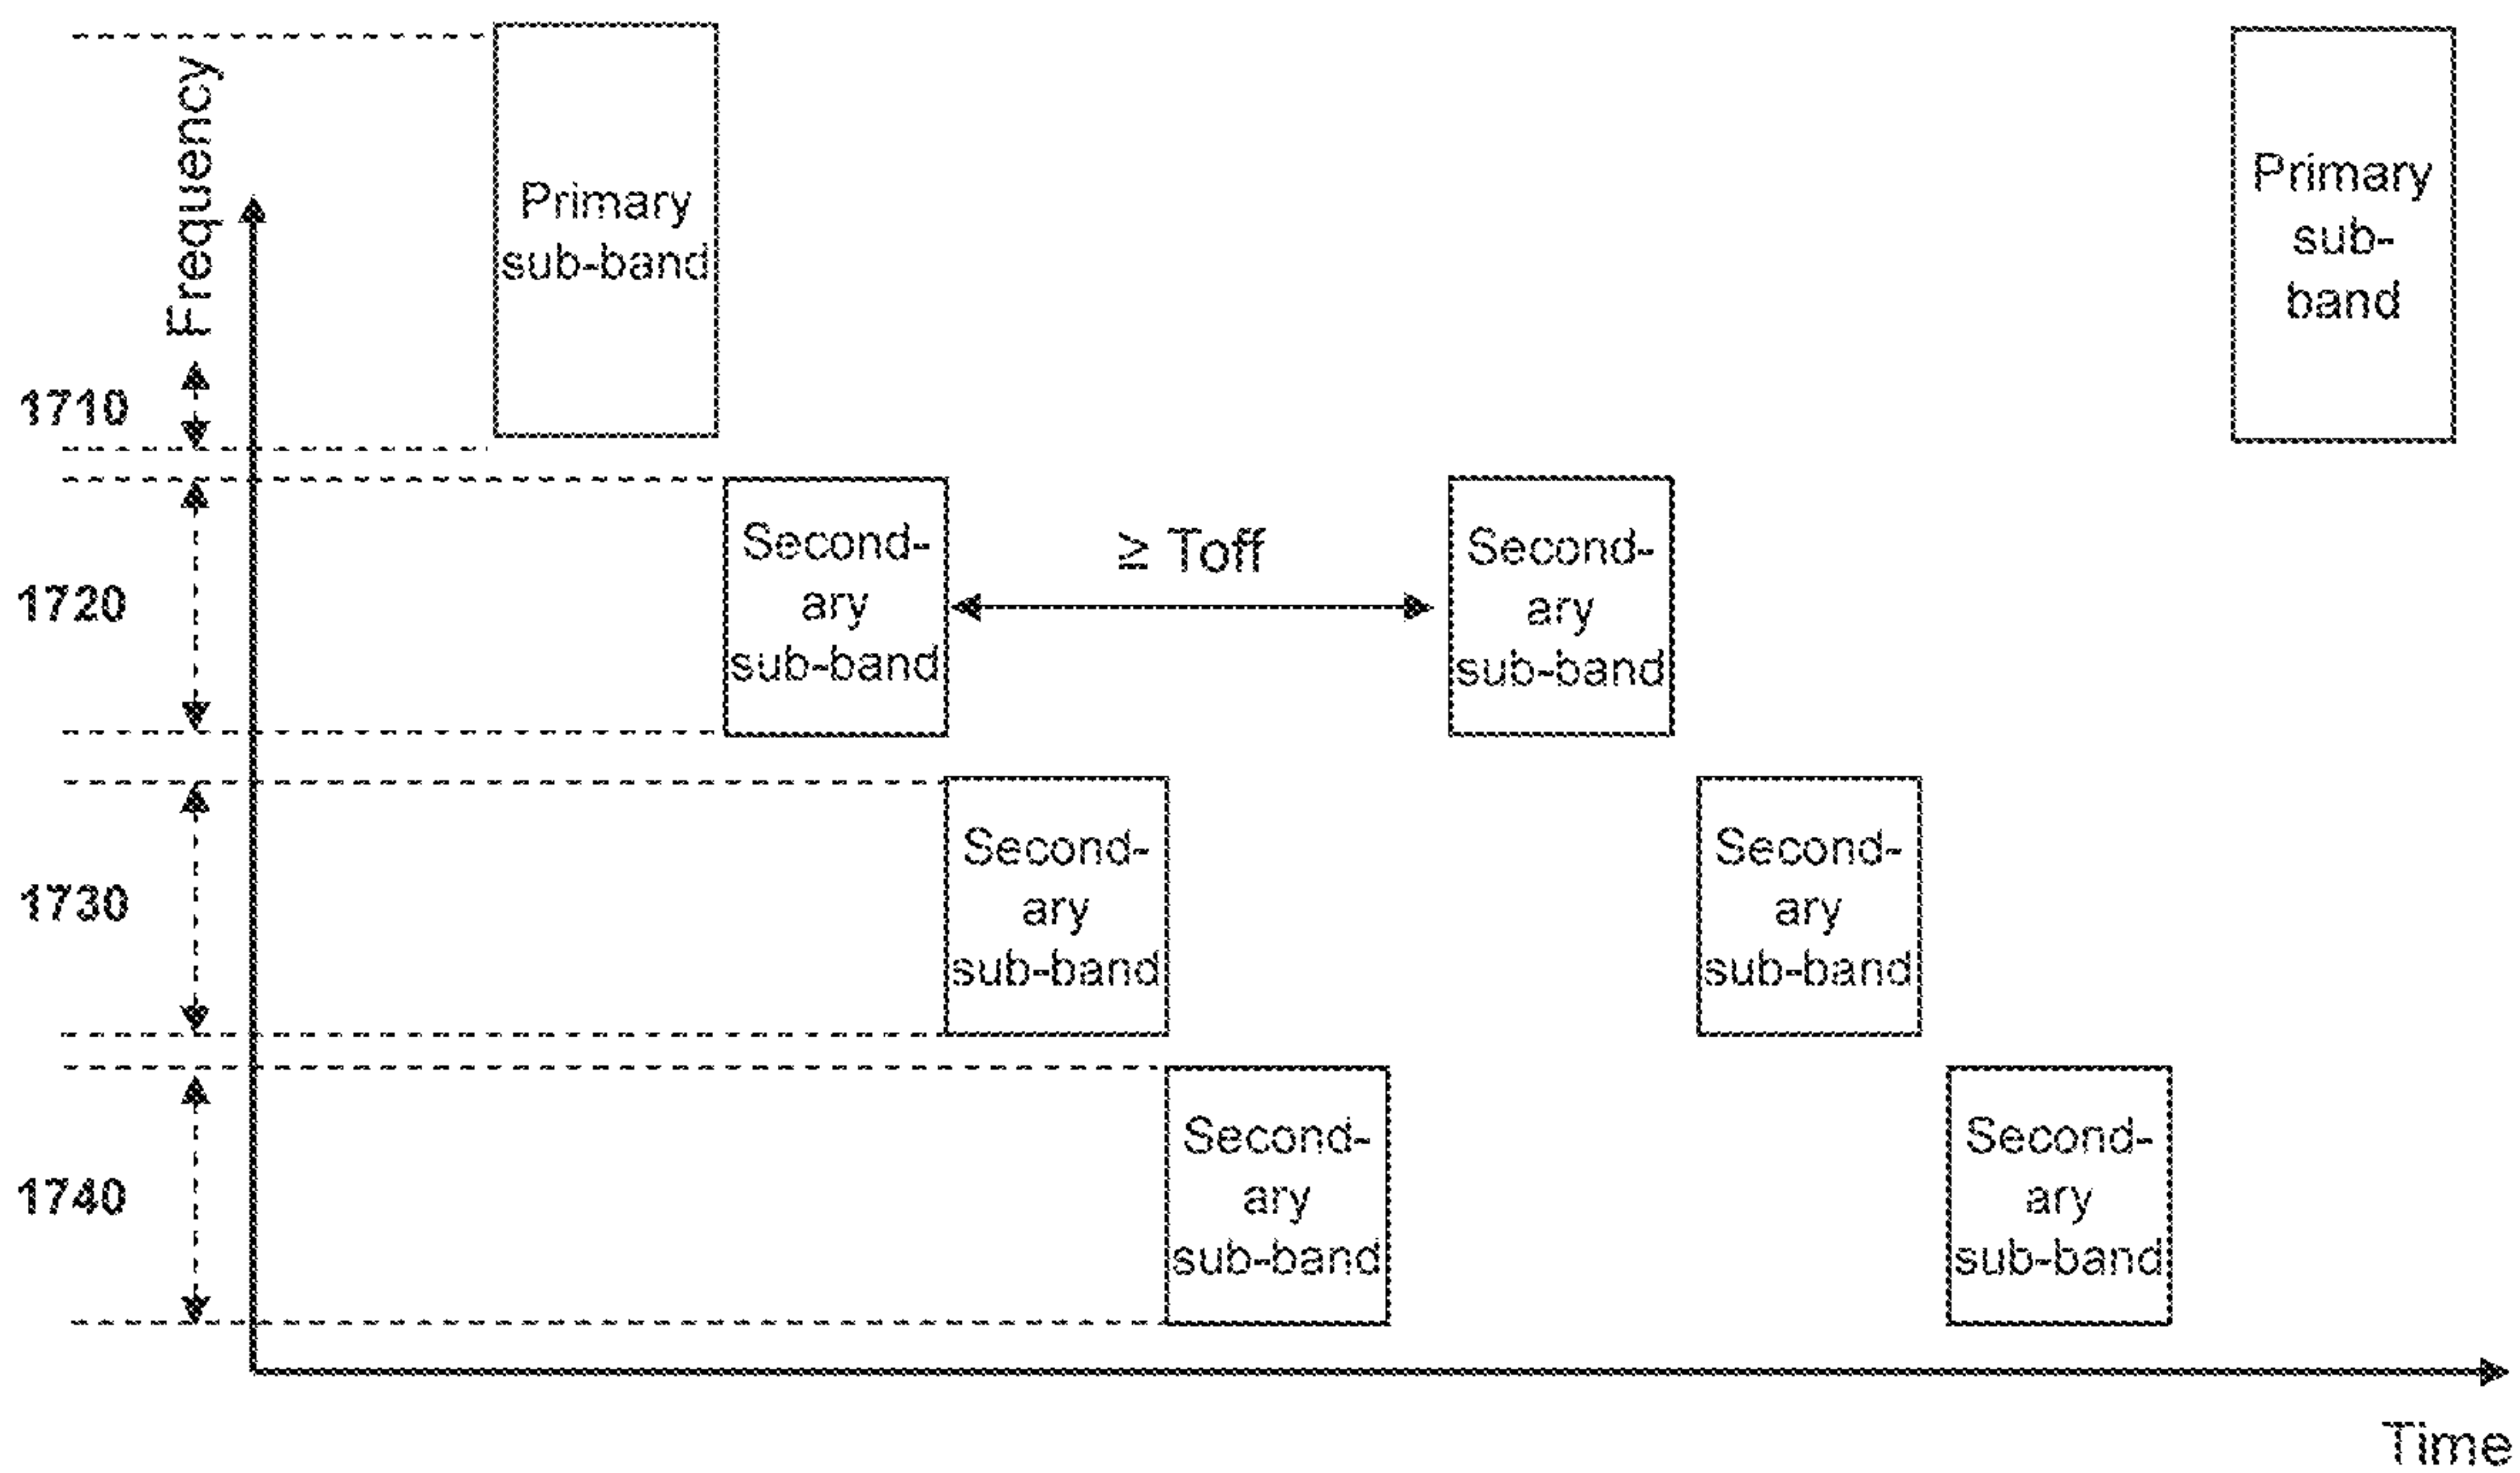 Frequency
Primary
sub-band
Primary
sub-
band
1710
1720
Second-
ary
sub-band
≥ Toff
Second-
ary
sub-band
1730
Second-
ary
sub-band
Second-
ary
sub-band
1740
Second-
ary
sub-band
Second-
ary
sub-band
Time